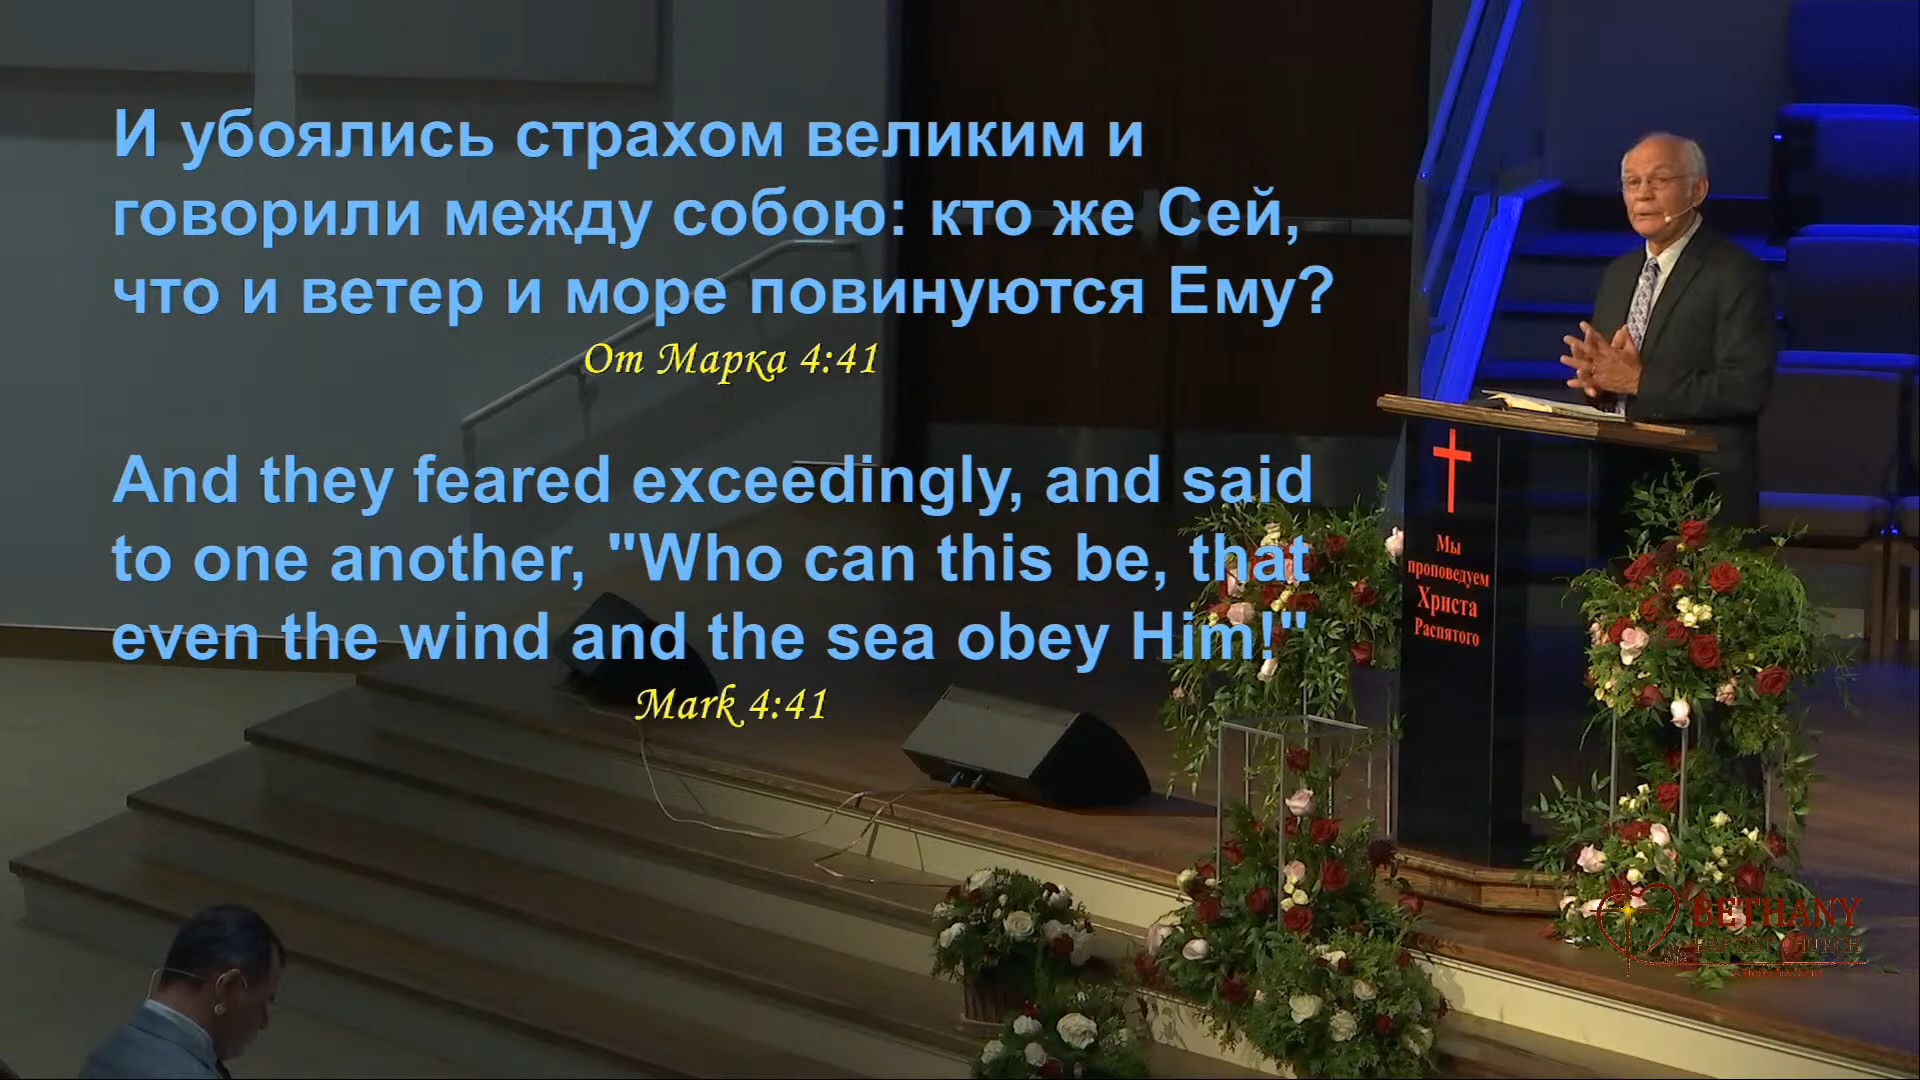 И убоялись страхом великим и
говорили между собою: кто же Сей,
что и ветер и море повинуются Ему?
От Марка 4:41
And they feared exceedingly, and said
to one another, "Who can this be, that
even the wind and the sea obey Him!"
Mark 4:41
Мы
проповедуем
Христа
Распятого
BETHANY
BAPTIST CHURCH